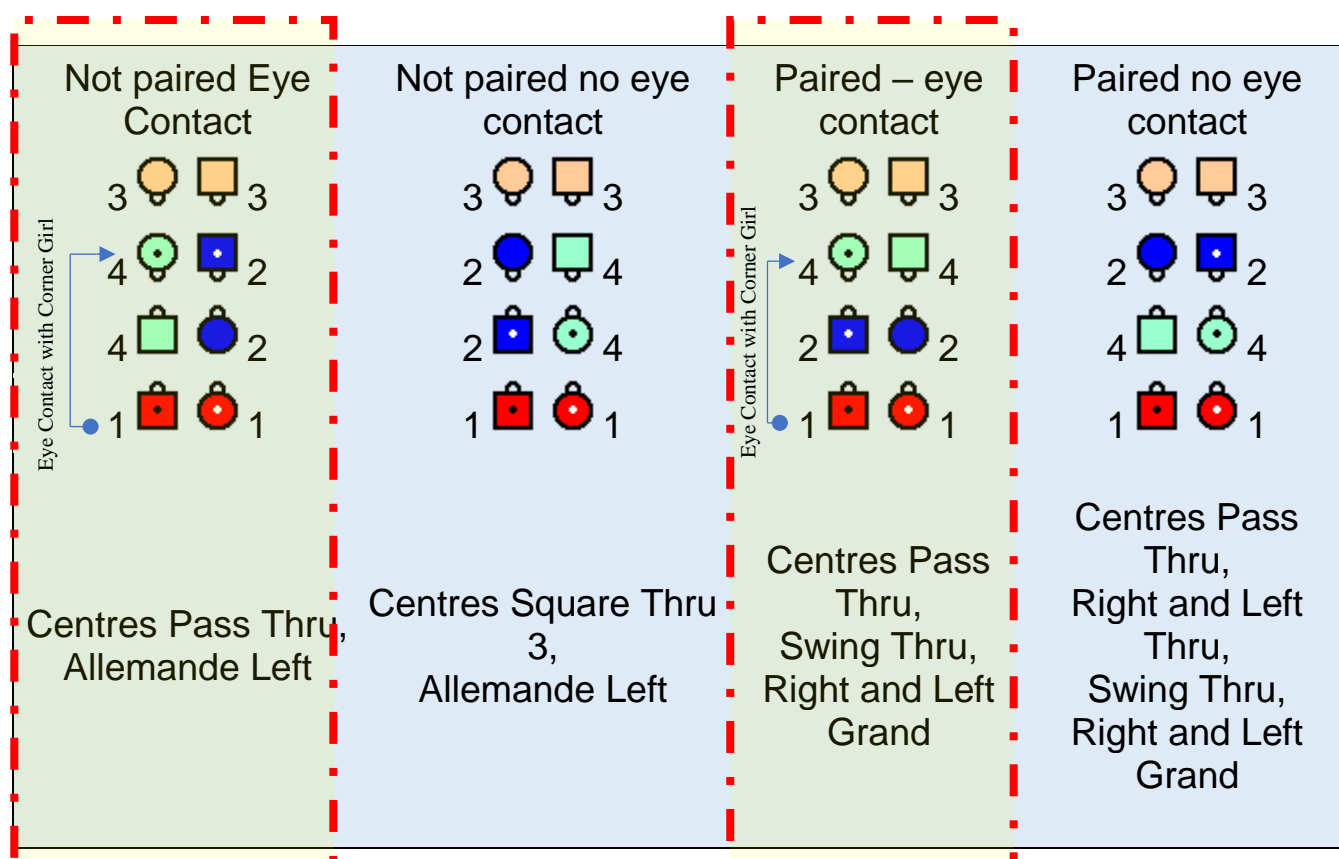 Not paired Eye
Contact
3 3
4 2
4 2
1 1
Eye Contact with Corner Girl
Centres Pass Thru,
Allemande Left
Not paired no eye
contact
3 3
2 4
2 4
1 1
Centres Square Thru
3,
Allemande Left
Paired – eye
contact
3 3
4 4
2 2
1 1
Eye Contact with Corner Girl
Centres Pass
Thru,
Swing Thru,
Right and Left
Grand
Paired no eye
contact
3 3
2 2
4 4
1 1
Centres Pass
Thru,
Right and Left
Thru,
Swing Thru,
Right and Left
Grand